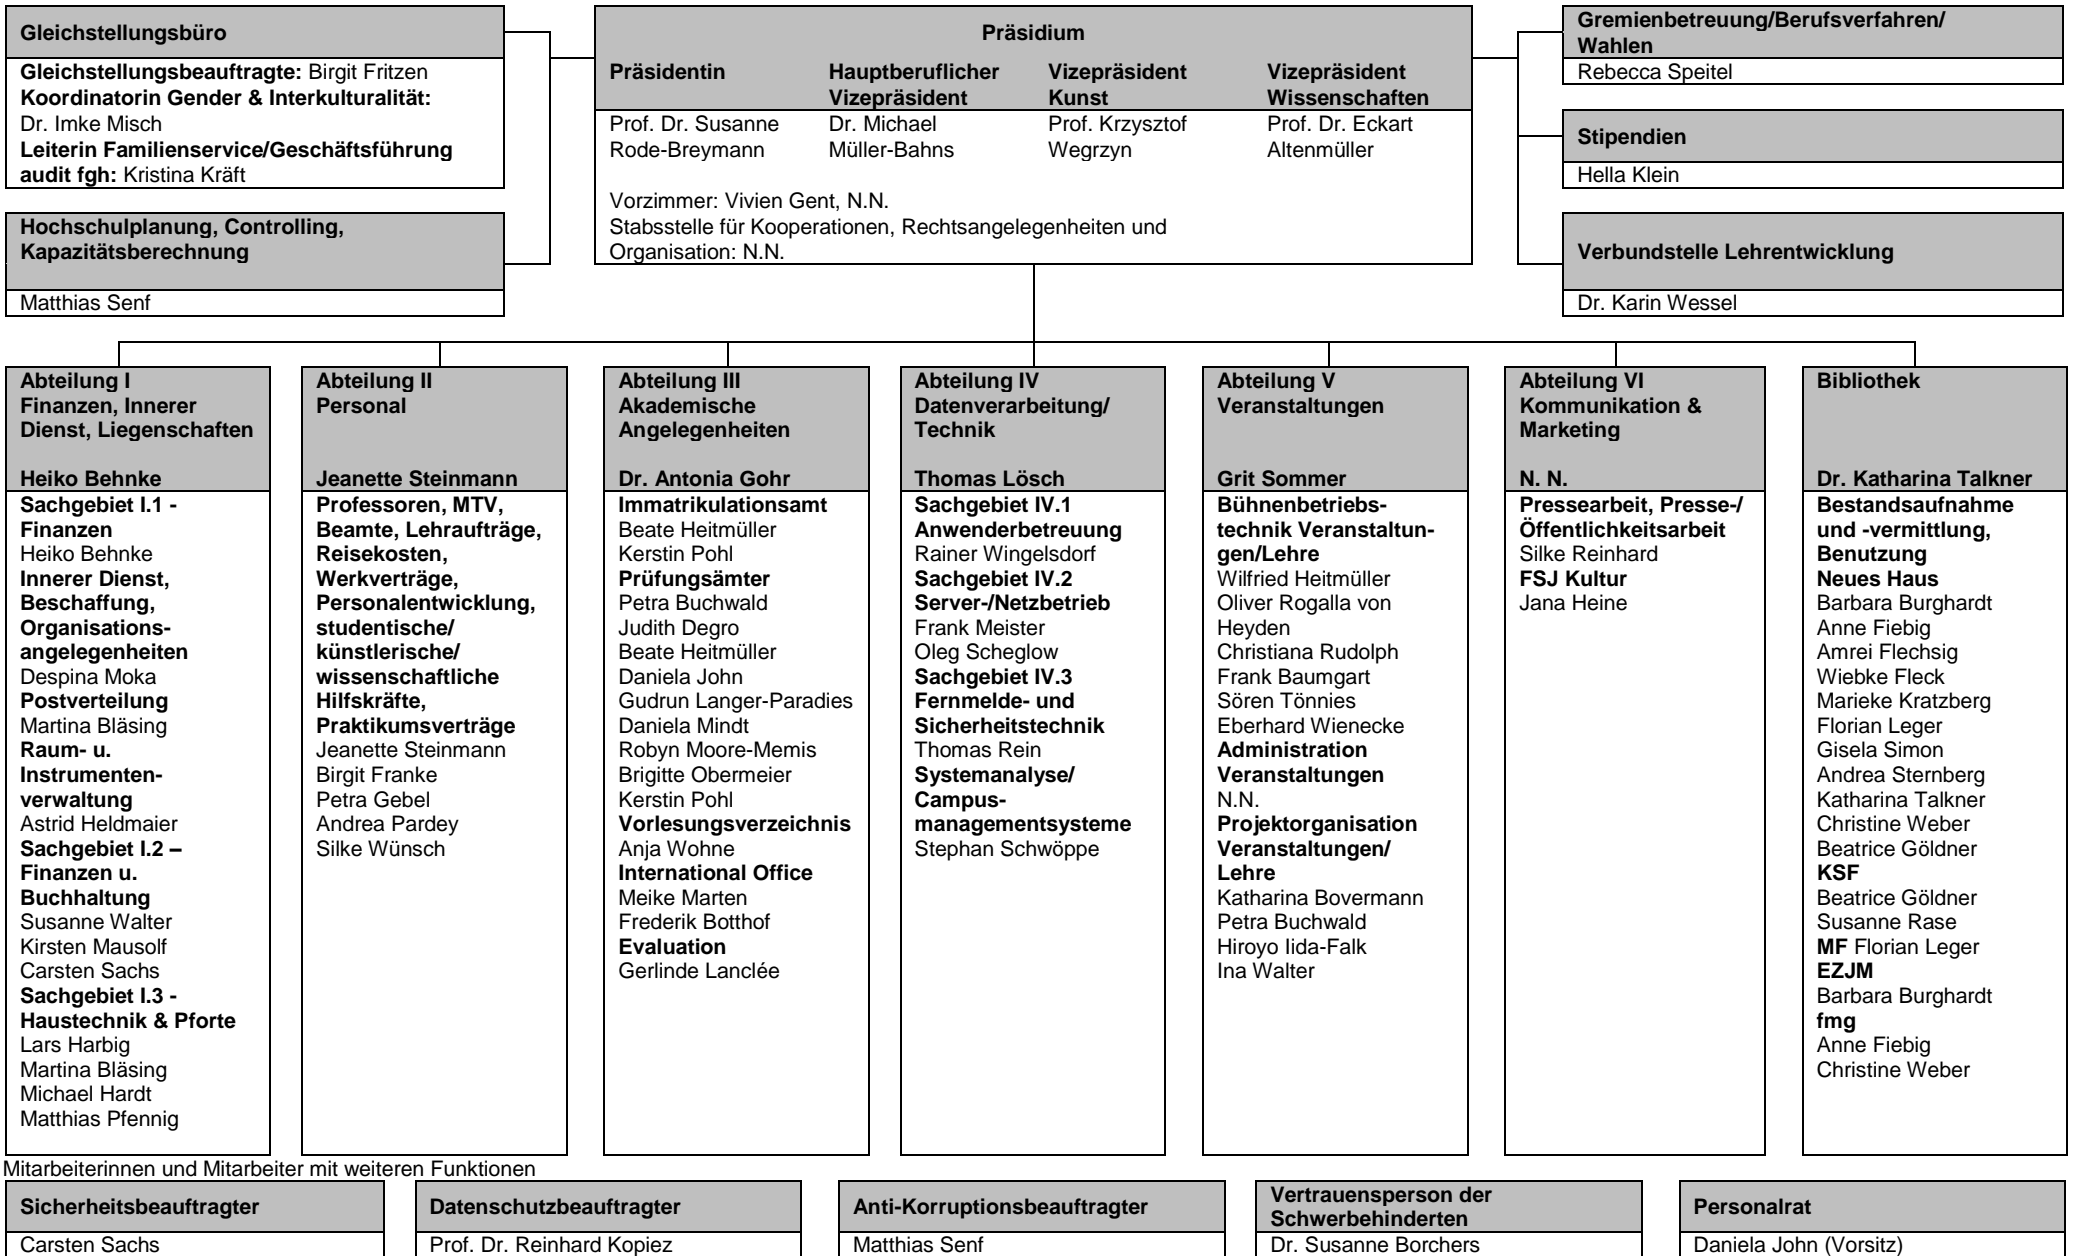 Gleichstellungsbüro
Gleichstellungsbeauftragte: Birgit Fritzen
Koordinatorin Gender & Interkulturalität:
Dr. Imke Misch
Leiterin Familienservice/Geschäftsführung
audit fgh: Kristina Kräft
Hochschulplanung, Controlling,
Kapazitätsberechnung
Matthias Senf
Präsidium
Präsidentin
Prof. Dr. Susanne
Rode-Breymann
Hauptberuflicher
Vizepräsident
Dr. Michael
Müller-Bahns
Vizepräsident
Kunst
Prof. Krzysztof
Wegrzyn
Vizepräsident
Wissenschaften
Prof. Dr. Eckart
Altenmüller
Vorzimmer: Vivien Gent, N.N.
Stabsstelle für Kooperationen, Rechtsangelegenheiten und
Organisation: N.N.
Gremienbetreuung/Berufsverfahren/
Wahlen
Rebecca Speitel
Stipendien
Hella Klein
Verbundstelle Lehrentwicklung
Dr. Karin Wessel
Abteilung I
Finanzen, Innerer
Dienst, Liegenschaften
Heiko Behnke
Sachgebiet I.1 -
Finanzen
Heiko Behnke
Innerer Dienst,
Beschaffung,
Organisations-
angelegenheiten
Despina Moka
Postverteilung
Martina Bläsing
Raum- u.
Instrumenten-
verwaltung
Astrid Heldmaier
Sachgebiet I.2 –
Finanzen u.
Buchhaltung
Susanne Walter
Kirsten Mausolf
Carsten Sachs
Sachgebiet I.3 -
Haustechnik & Pforte
Lars Harbig
Martina Bläsing
Michael Hardt
Matthias Pfennig
Abteilung II
Personal
Jeanette Steinmann
Professoren, MTV,
Beamte, Lehraufträge,
Reisekosten,
Werkverträge,
Personalentwicklung,
studentische/
künstlerische/
wissenschaftliche
Hilfskräfte,
Praktikumsverträge
Jeanette Steinmann
Birgit Franke
Petra Gebel
Andrea Pardey
Silke Wünsch
Abteilung III
Akademische
Angelegenheiten
Dr. Antonia Gohr
Immatrikulationsamt
Beate Heitmüller
Kerstin Pohl
Prüfungsämter
Petra Buchwald
Judith Degro
Beate Heitmüller
Daniela John
Gudrun Langer-Paradies
Daniela Mindt
Robyn Moore-Memis
Brigitte Obermeier
Kerstin Pohl
Vorlesungsverzeichnis
Anja Wohne
International Office
Meike Marten
Frederik Botthof
Evaluation
Gerlinde Lanclée
Abteilung IV
Datenverarbeitung/
Technik
Thomas Lösch
Sachgebiet IV.1
Anwenderbetreuung
Rainer Wingelsdorf
Sachgebiet IV.2
Server-/Netzbetrieb
Frank Meister
Oleg Scheglow
Sachgebiet IV.3
Fernmelde- und
Sicherheitstechnik
Thomas Rein
Systemanalyse/
Campus-
managementsysteme
Stephan Schwöppe
Abteilung V
Veranstaltungen
Grit Sommer
Bühnenbetriebs-
technik Veranstaltun-
gen/Lehre
Wilfried Heitmüller
Oliver Rogalla von
Heyden
Christiana Rudolph
Frank Baumgart
Sören Tönnies
Eberhard Wienecke
Administration
Veranstaltungen
N.N.
Projektorganisation
Veranstaltungen/
Lehre
Katharina Bovermann
Petra Buchwald
Hiroyo Iida-Falk
Ina Walter
Abteilung VI
Kommunikation &
Marketing
N. N.
Pressearbeit, Presse-/
Öffentlichkeitsarbeit
Silke Reinhard
FSJ Kultur
Jana Heine
Bibliothek
Dr. Katharina Talkner
Bestandsaufnahme
und -vermittlung,
Benutzung
Neues Haus
Barbara Burghardt
Anne Fiebig
Amrei Flechsig
Wiebke Fleck
Marieke Kratzberg
Florian Leger
Gisela Simon
Andrea Sternberg
Katharina Talkner
Christine Weber
Beatrice Göldner
KSF
Beatrice Göldner
Susanne Rase
MF Florian Leger
EZJM
Barbara Burghardt
fmg
Anne Fiebig
Christine Weber
Mitarbeiterinnen und Mitarbeiter mit weiteren Funktionen
Sicherheitsbeauftragter
Carsten Sachs
Datenschutzbeauftragter
Prof. Dr. Reinhard Kopiez
Anti-Korruptionsbeauftragter
Matthias Senf
Vertrauensperson der
Schwerbehinderten
Dr. Susanne Borchers
Personalrat
Daniela John (Vorsitz)